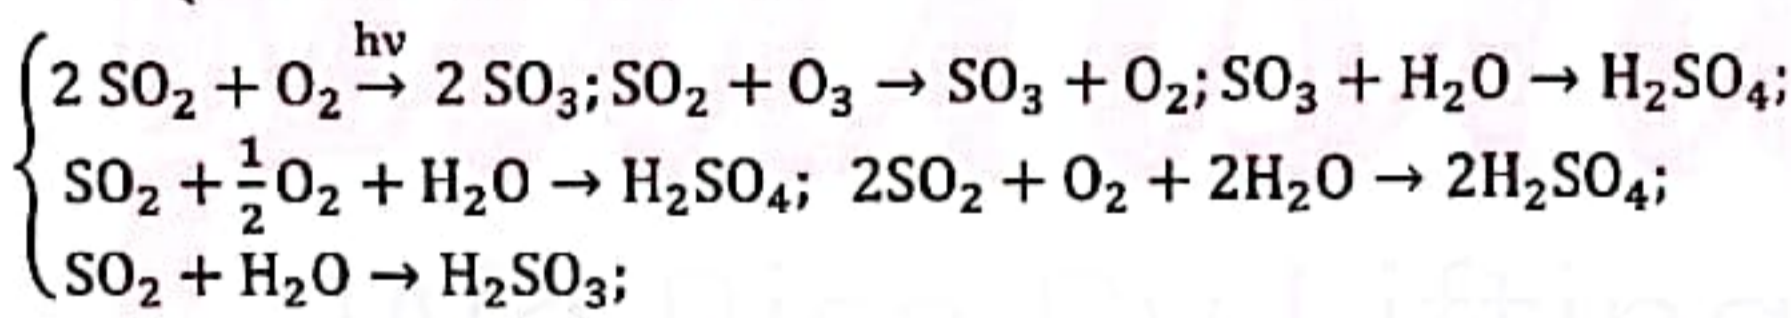 2 SO₂ + O₂ →(hν) 2 SO₃; SO₂ + O₃ → SO₃ + O₂; SO₃ + H₂O → H₂SO₄;
SO₂ + ½O₂ + H₂O → H₂SO₄; 2SO₂ + O₂ + 2H₂O → 2H₂SO₄;
SO₂ + H₂O → H₂SO₃;